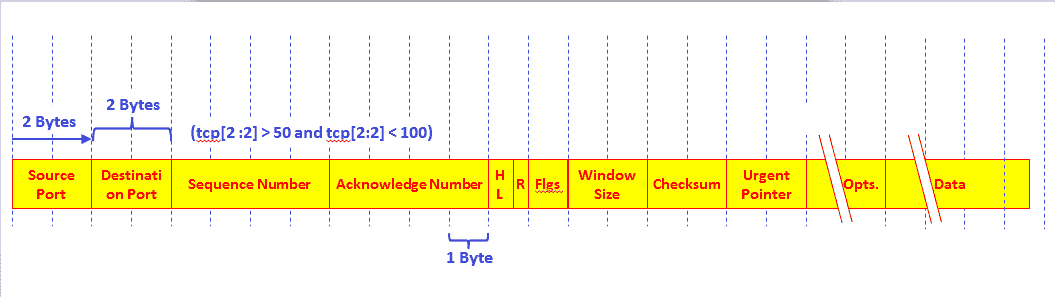 2 Bytes
2 Bytes
(tcp[2 :2] > 50 and tcp[2:2] < 100)
Source
Port
Destinati
on Port
Sequence Number
Acknowledge Number
H
L
R
Flgs
Window
Size
Checksum
Urgent
Pointer
Opts.
Data
1 Byte